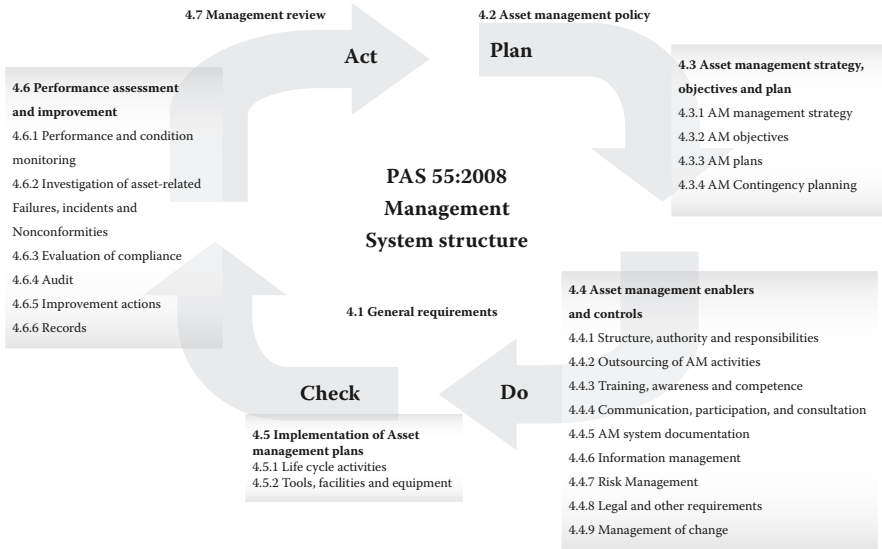 4.7 Management review
4.2 Asset management policy
Act
Plan
4.3 Asset management strategy,
objectives and plan
4.3.1 AM management strategy
4.3.2 AM objectives
4.3.3 AM plans
4.3.4 AM Contingency planning
4.6 Performance assessment
and improvement
4.6.1 Performance and condition
monitoring
4.6.2 Investigation of asset-related
Failures, incidents and
Nonconformities
4.6.3 Evaluation of compliance
4.6.4 Audit
4.6.5 Improvement actions
4.6.6 Records
PAS 55:2008
Management
System structure
4.1 General requirements
4.4 Asset management enablers
and controls
4.4.1 Structure, authority and responsibilities
4.4.2 Outsourcing of AM activities
4.4.3 Training, awareness and competence
4.4.4 Communication, participation, and consultation
4.4.5 AM system documentation
4.4.6 Information management
4.4.7 Risk Management
4.4.8 Legal and other requirements
4.4.9 Management of change
Do
Check
4.5 Implementation of Asset
management plans
4.5.1 Life cycle activities
4.5.2 Tools, facilities and equipment